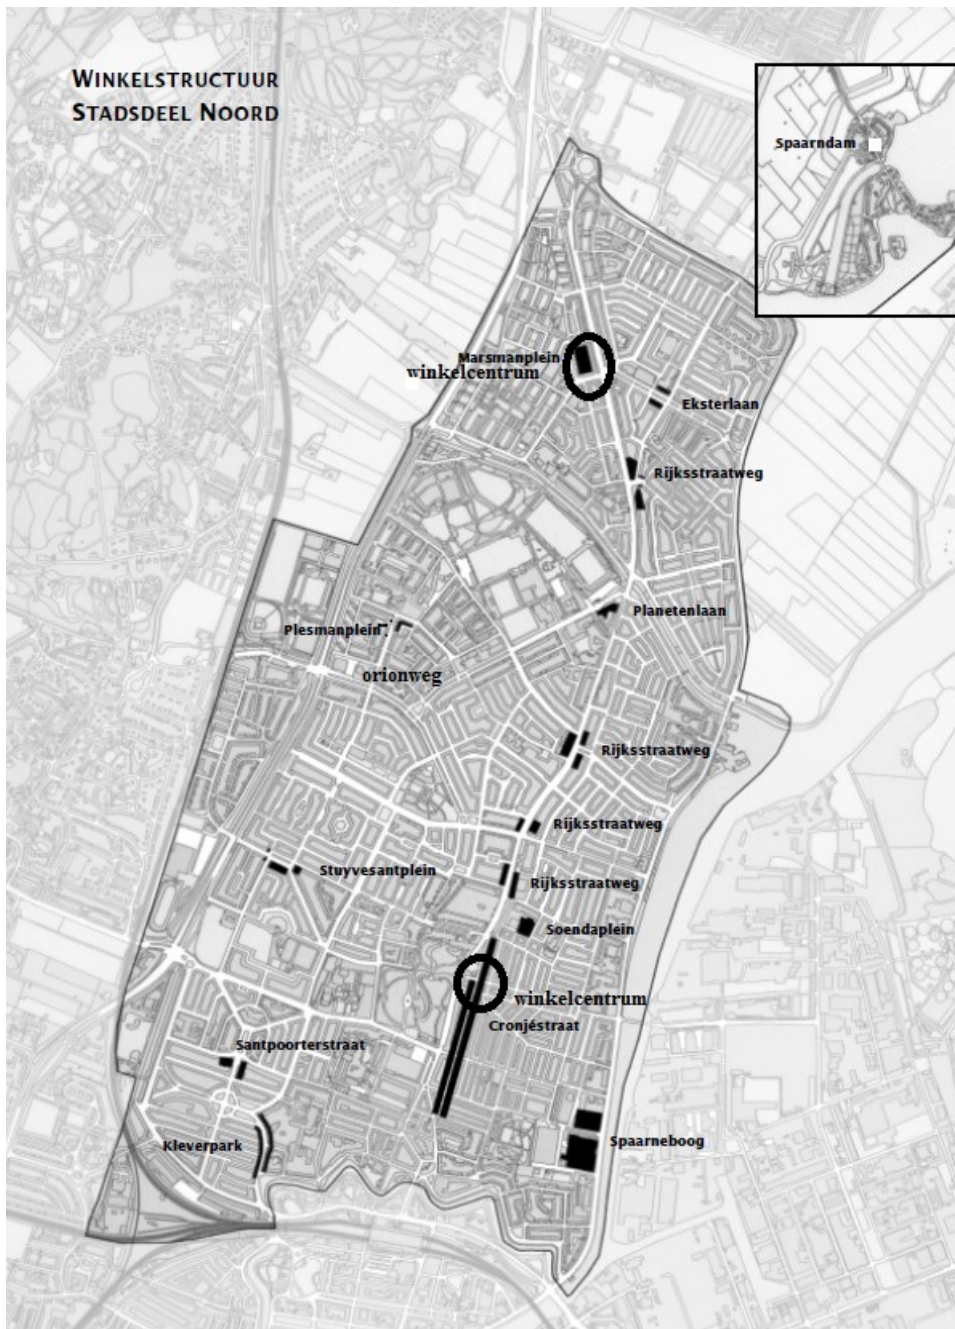 WINKELSTRUCTUUR
STADSDEEL NOORD
Spaarndam
Marsmanplein
winkelcentrum
Eksterlaan
Rijksstraatweg
Planetenlaan
Plesmanplein
orionweg
Rijksstraatweg
Rijksstraatweg
Stuyvesantplein
Rijksstraatweg
Soendaplein
winkelcentrum
Cronjéstraat
Santpoorterstraat
Spaarneboog
Kleverpark